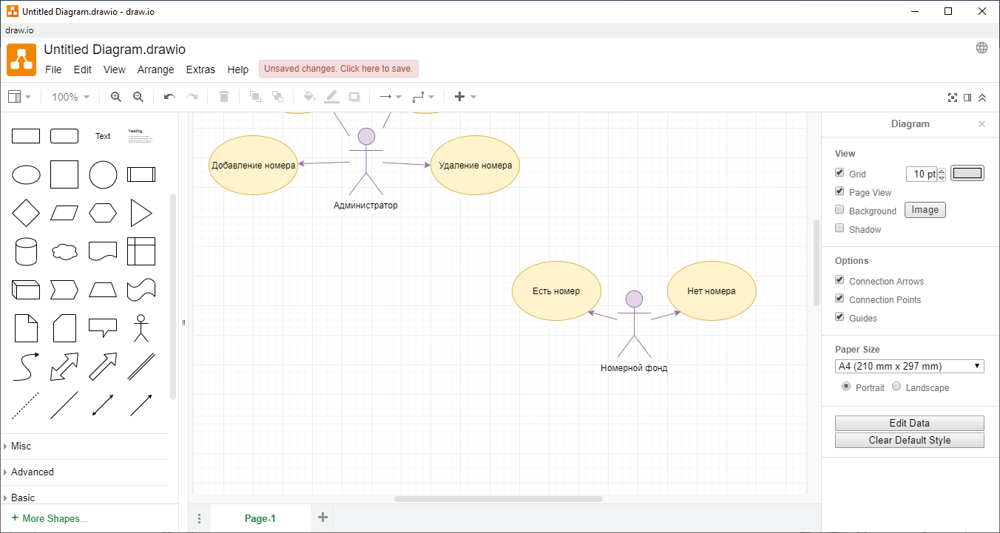 Untitled Diagram.drawio - draw.io
draw.io
Untitled Diagram.drawio
File Edit View Arrange Extras Help Unsaved changes. Click here to save.
100%
Text
Heading
Добавление номера
Удаление номера
Администратор
Есть номер
Нет номера
Номерной фонд
Misc
Advanced
Basic
+ More Shapes...
Page-1
Diagram
View
Grid 10 pt
Page View
Background Image
Shadow
Options
Connection Arrows
Connection Points
Guides
Paper Size
A4 (210 mm x 297 mm)
Portrait Landscape
Edit Data
Clear Default Style